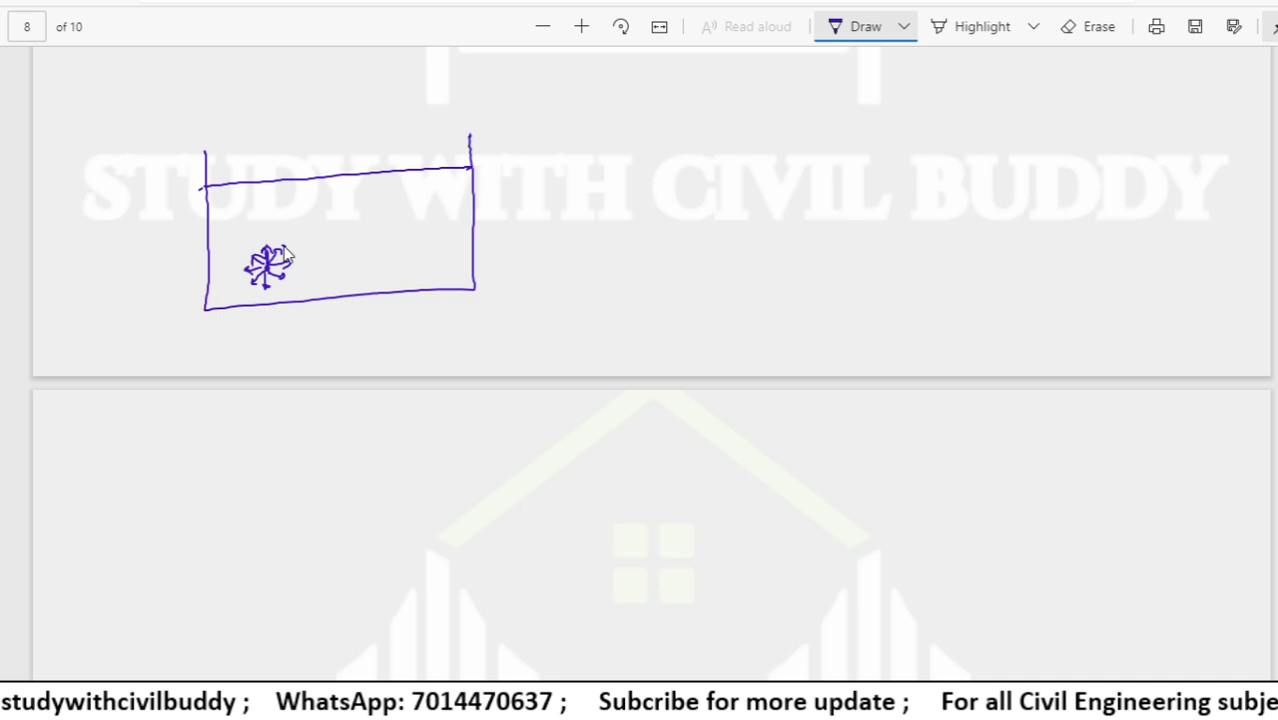 8 of 10 Read aloud Draw Highlight Erase
STUDY WITH CIVIL BUDDY
studywithcivilbuddy ; WhatsApp: 7014470637 ; Subcribe for more update ; For all Civil Engineering subje